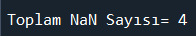 Toplam NaN Sayısı= 4